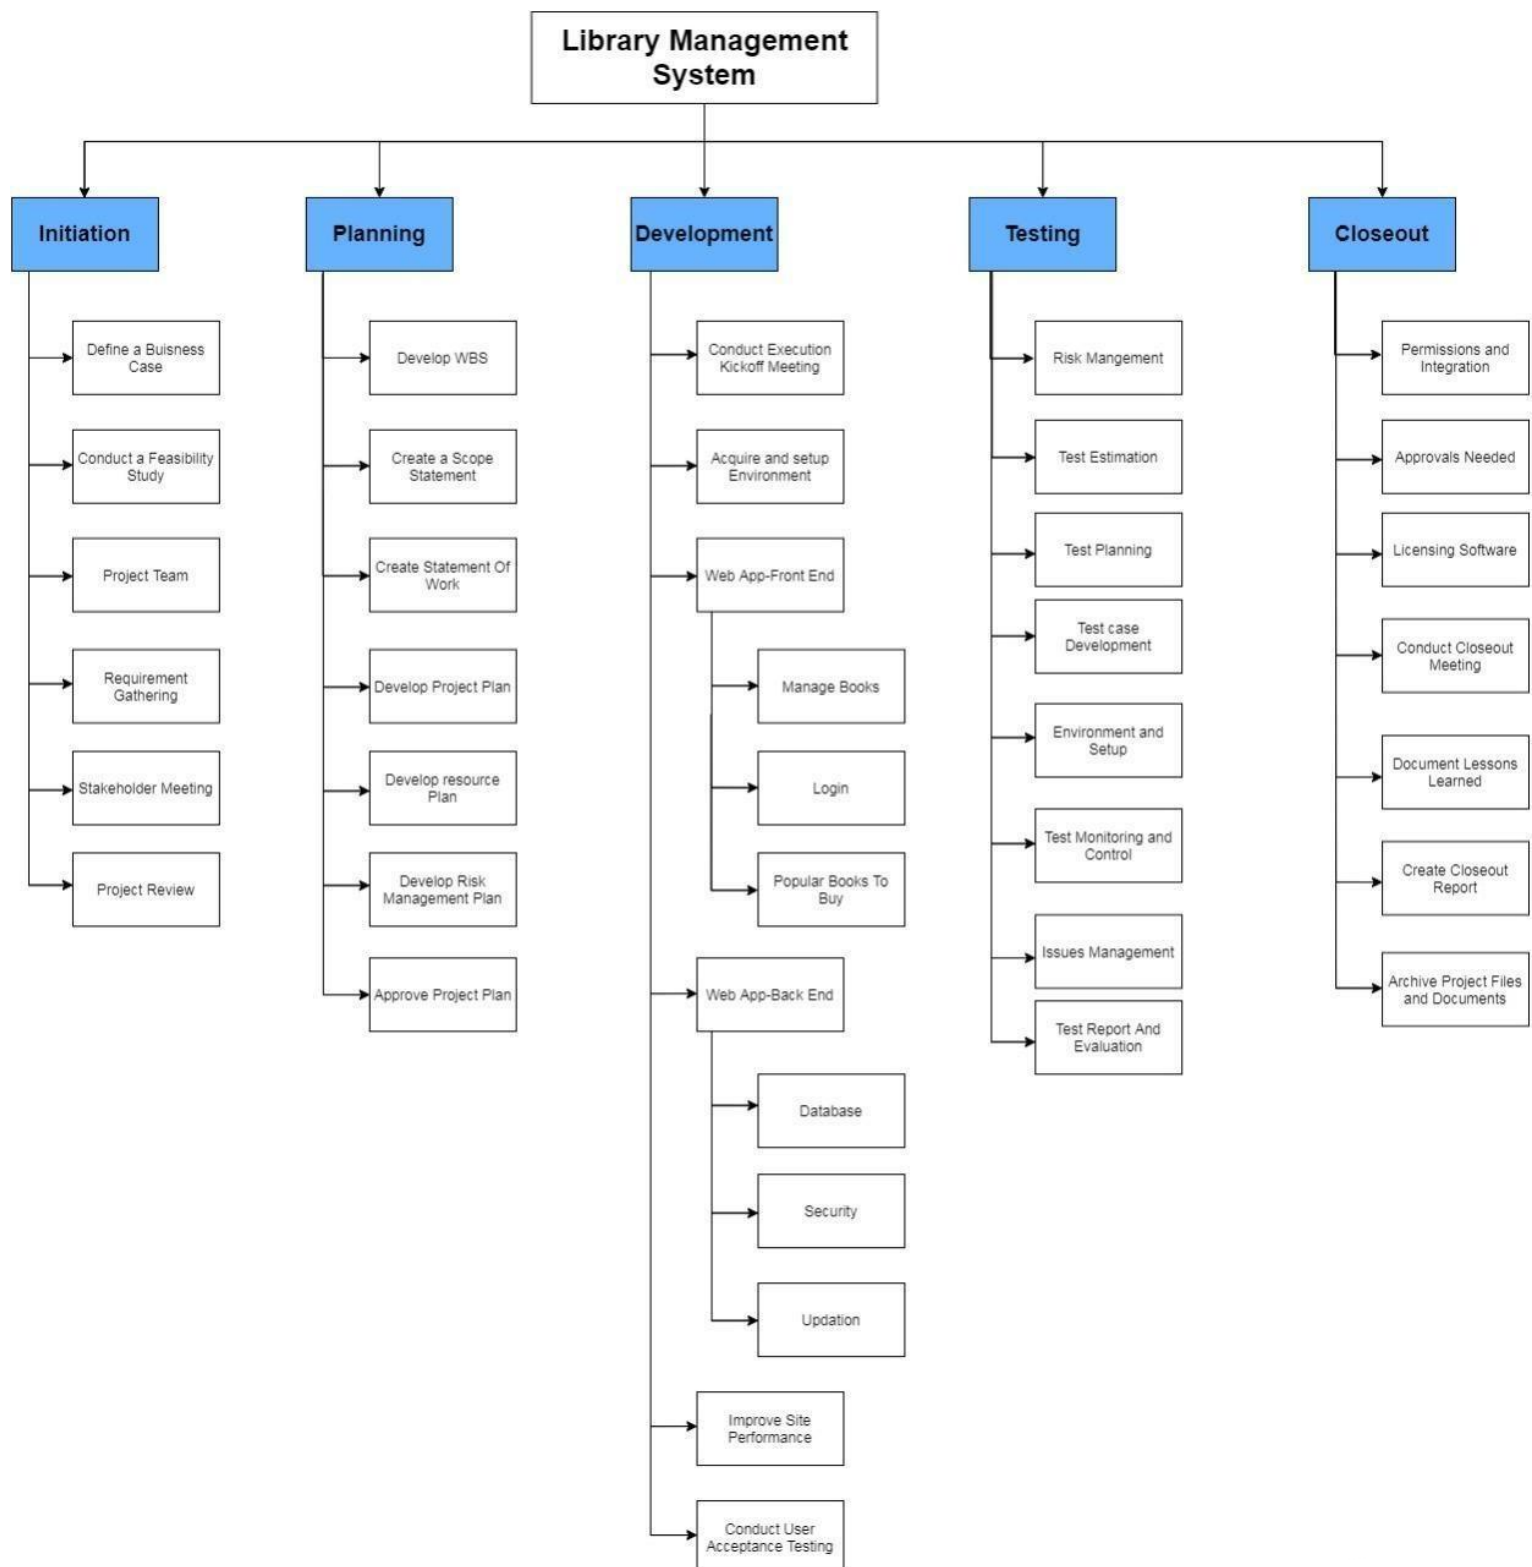 Library Management
System
Initiation
Planning
Development
Testing
Closeout
Define a Buisness
Case
Conduct a Feasibility
Study
Project Team
Requirement
Gathering
Stakeholder Meeting
Project Review
Develop WBS
Create a Scope
Statement
Create Statement Of
Work
Develop Project Plan
Develop resource
Plan
Develop Risk
Management Plan
Approve Project Plan
Conduct Execution
Kickoff Meeting
Acquire and setup
Environment
Web App-Front End
Manage Books
Login
Popular Books To
Buy
Web App-Back End
Database
Security
Updation
Improve Site
Performance
Conduct User
Acceptance Testing
Risk Mangement
Test Estimation
Test Planning
Test case
Development
Environment and
Setup
Test Monitoring and
Control
Issues Management
Test Report And
Evaluation
Permissions and
Integration
Approvals Needed
Licensing Software
Conduct Closeout
Meeting
Document Lessons
Learned
Create Closeout
Report
Archive Project Files
and Documents